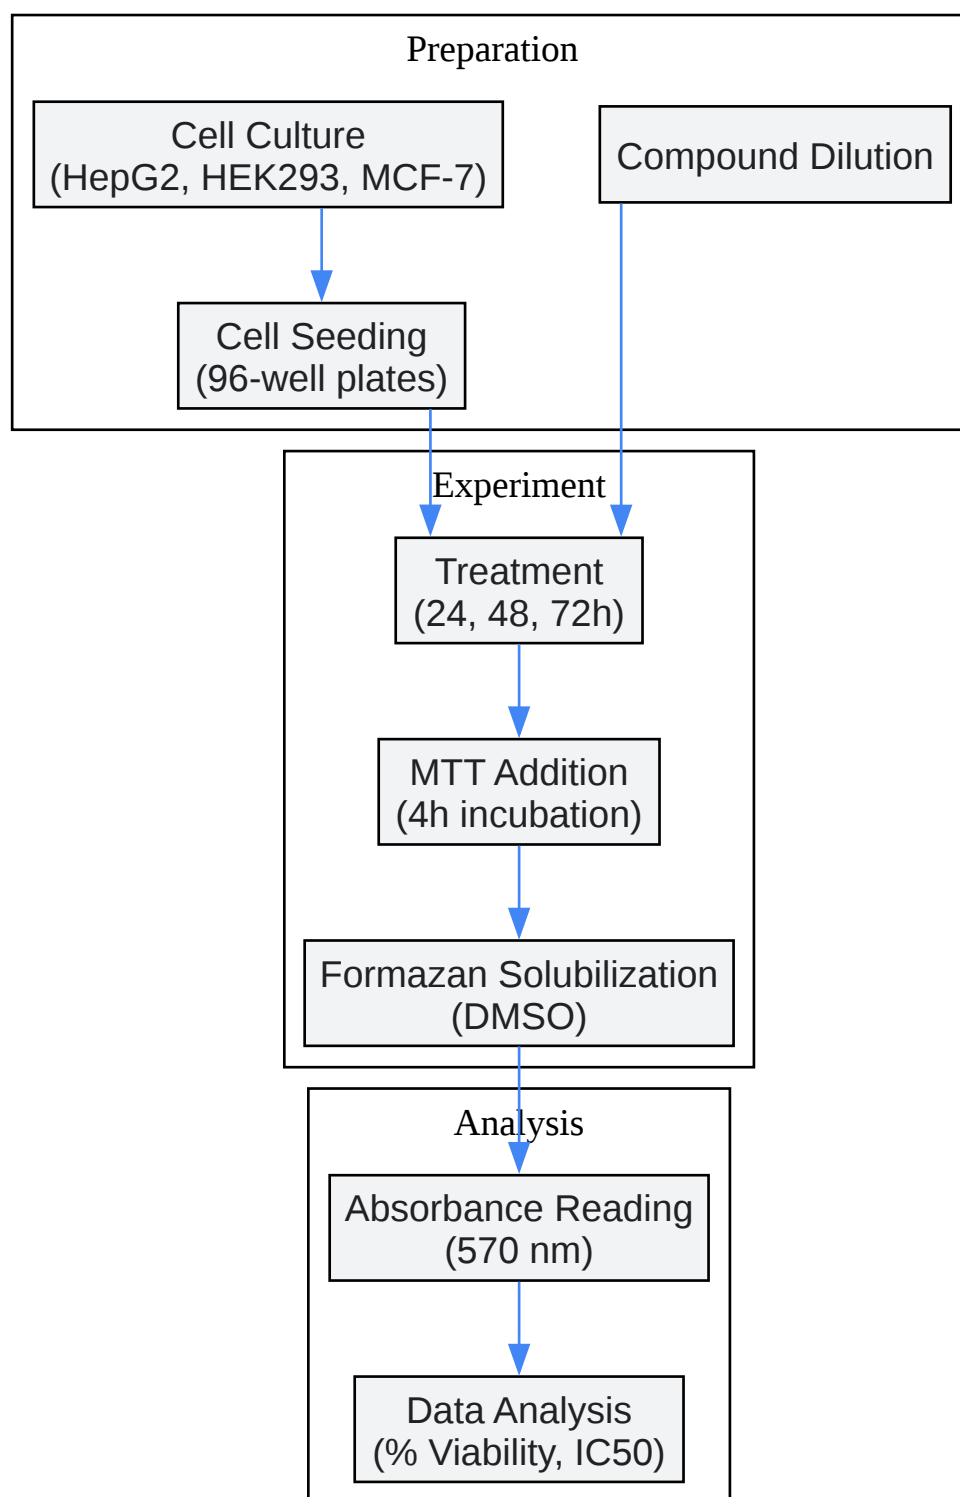 Preparation
Cell Culture
(HepG2, HEK293, MCF-7)
Compound Dilution
Cell Seeding
(96-well plates)
Experiment
Treatment
(24, 48, 72h)
MTT Addition
(4h incubation)
Formazan Solubilization
(DMSO)
Analysis
Absorbance Reading
(570 nm)
Data Analysis
(% Viability, IC50)